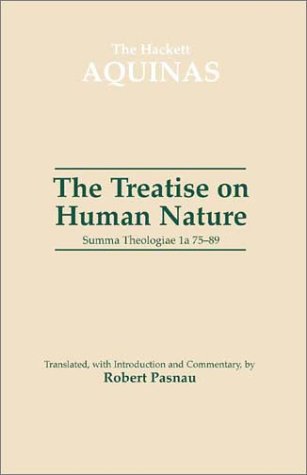 The Hackett
AQUINAS
The Treatise on
Human Nature
Summa Theologiae 1a 75–89
Translated, with Introduction and Commentary, by
Robert Pasnau